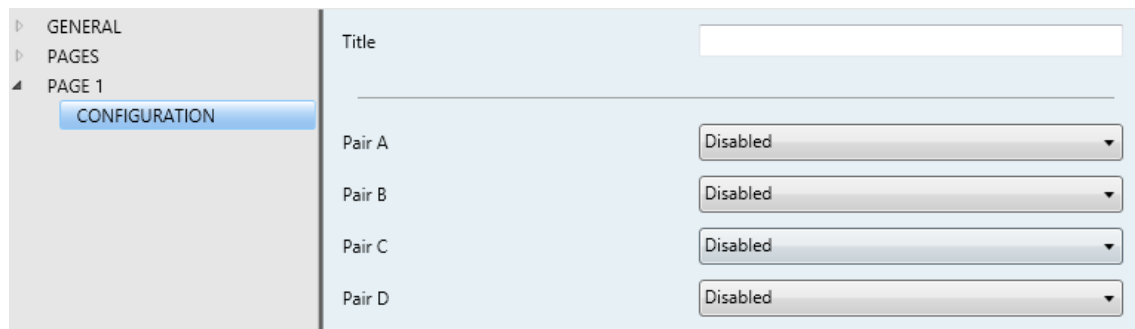 GENERAL
PAGES
PAGE 1
CONFIGURATION
Title
Pair A Disabled
Pair B Disabled
Pair C Disabled
Pair D Disabled